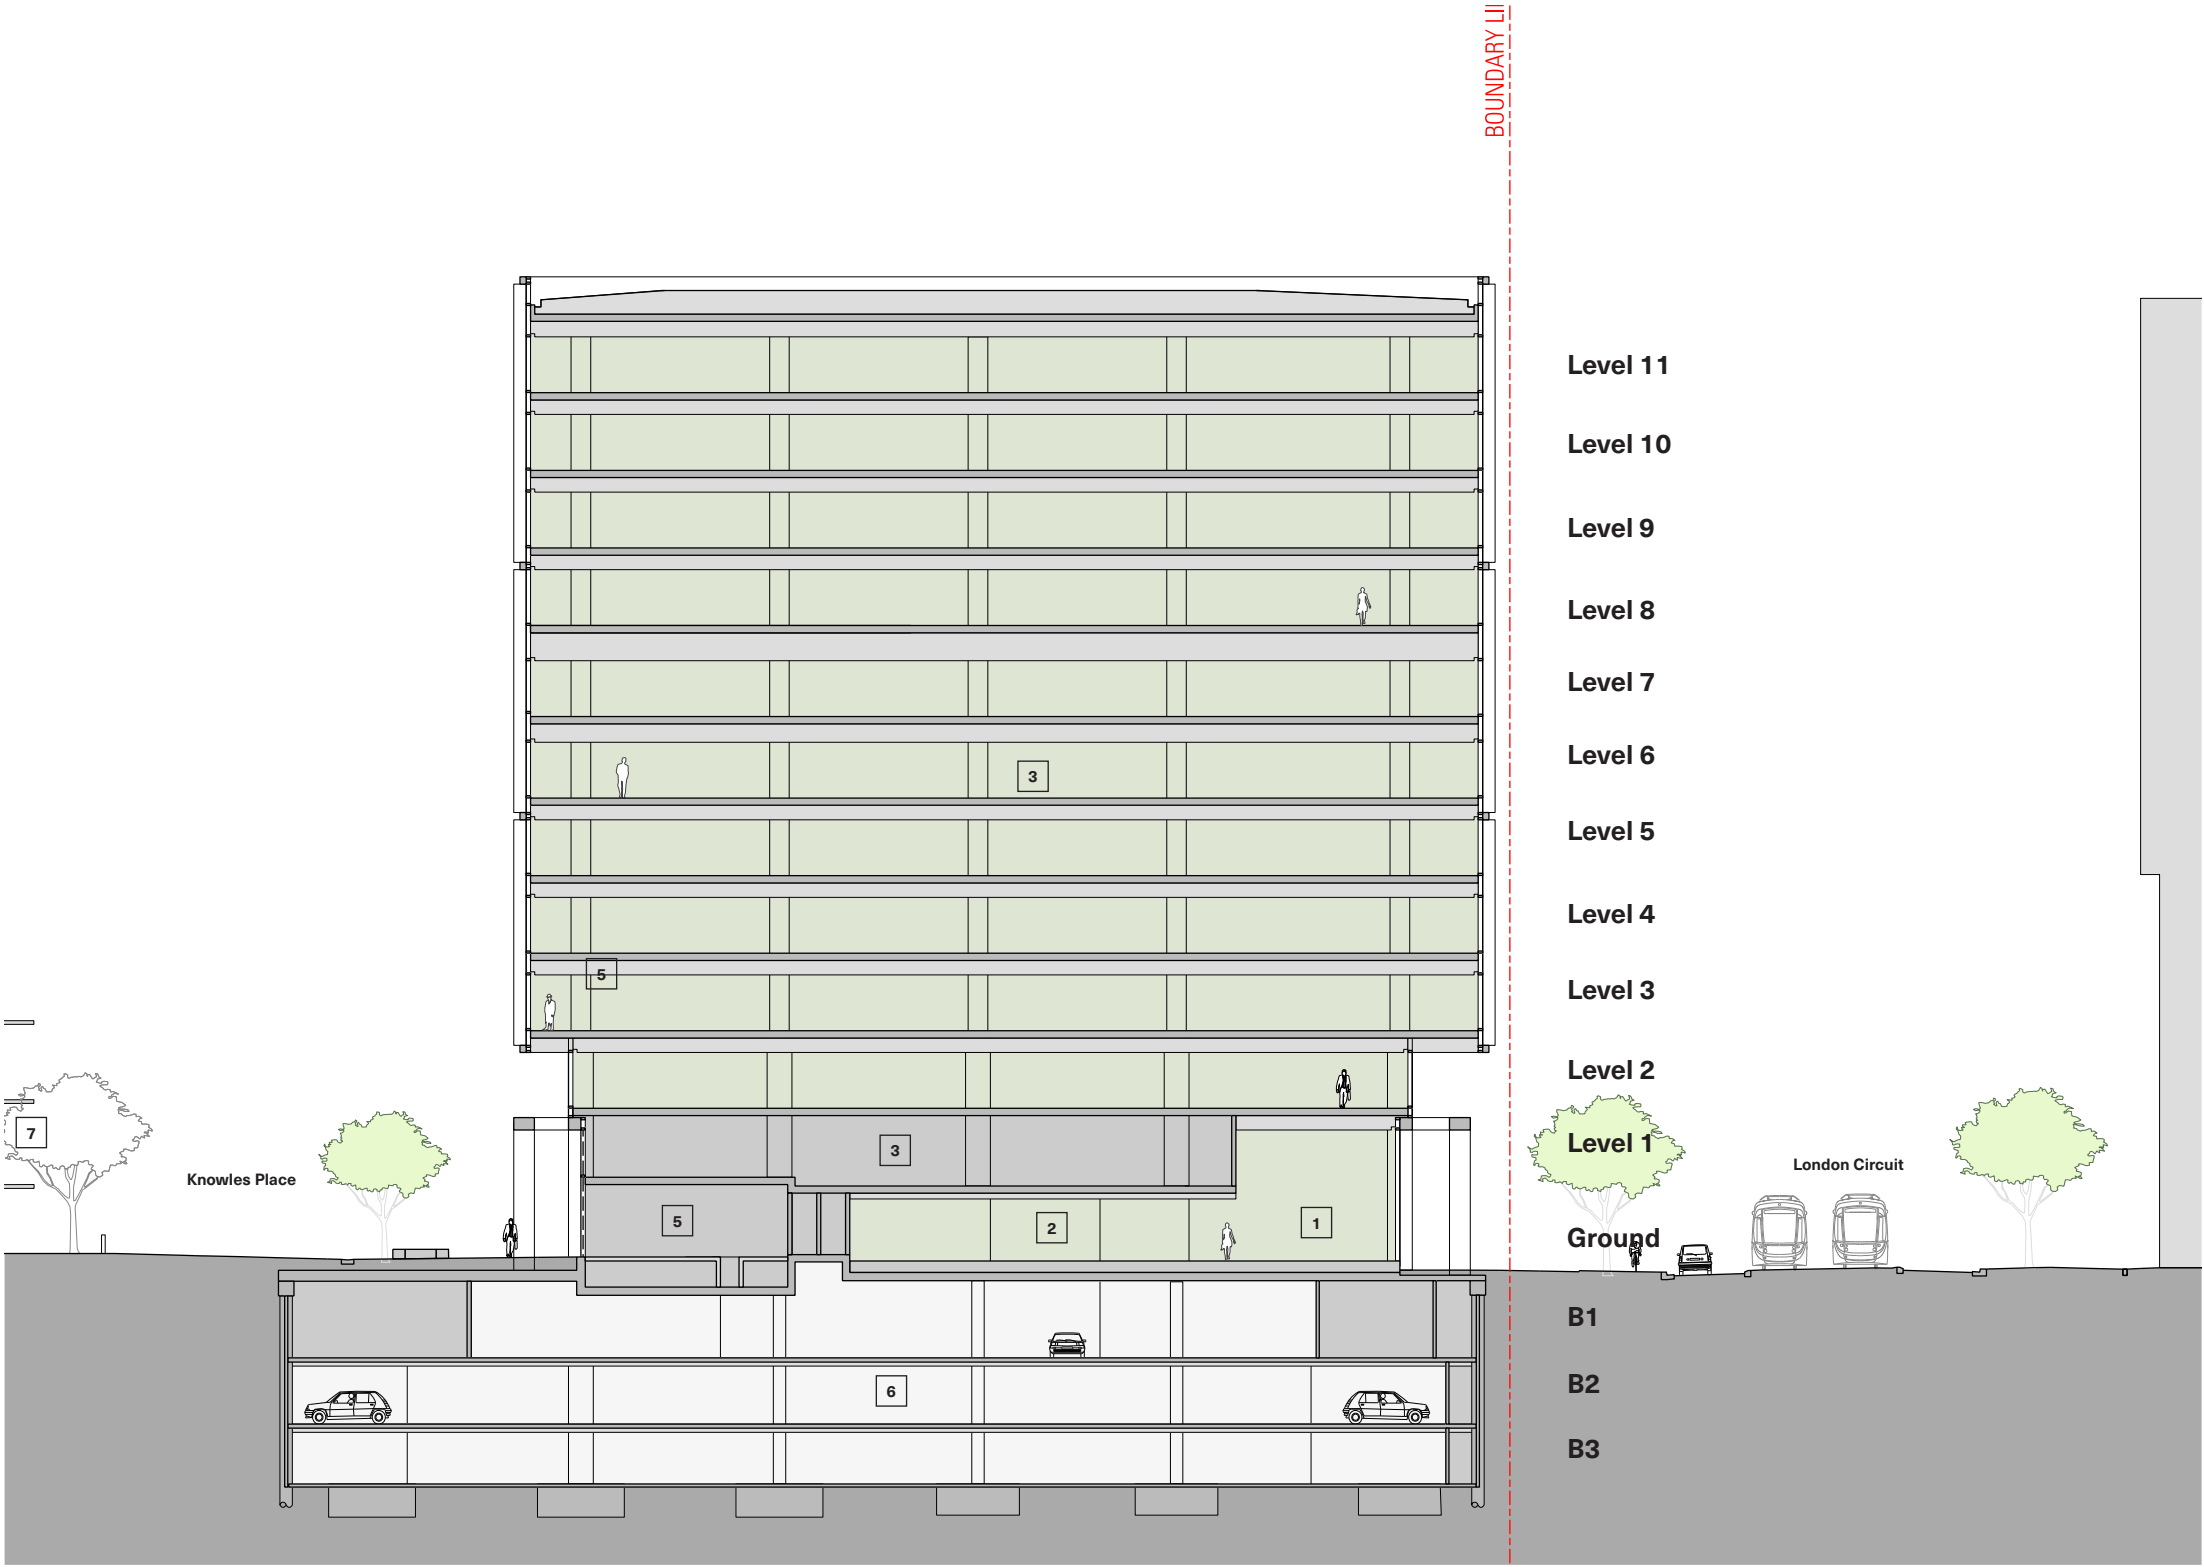 BOUNDARY LI
Level 11
Level 10
Level 9
Level 8
Level 7
Level 6
3
Level 5
Level 4
5
Level 3
Level 2
7
Level 1
3
London Circuit
Knowles Place
5
2
1
Ground
B1
B2
6
B3